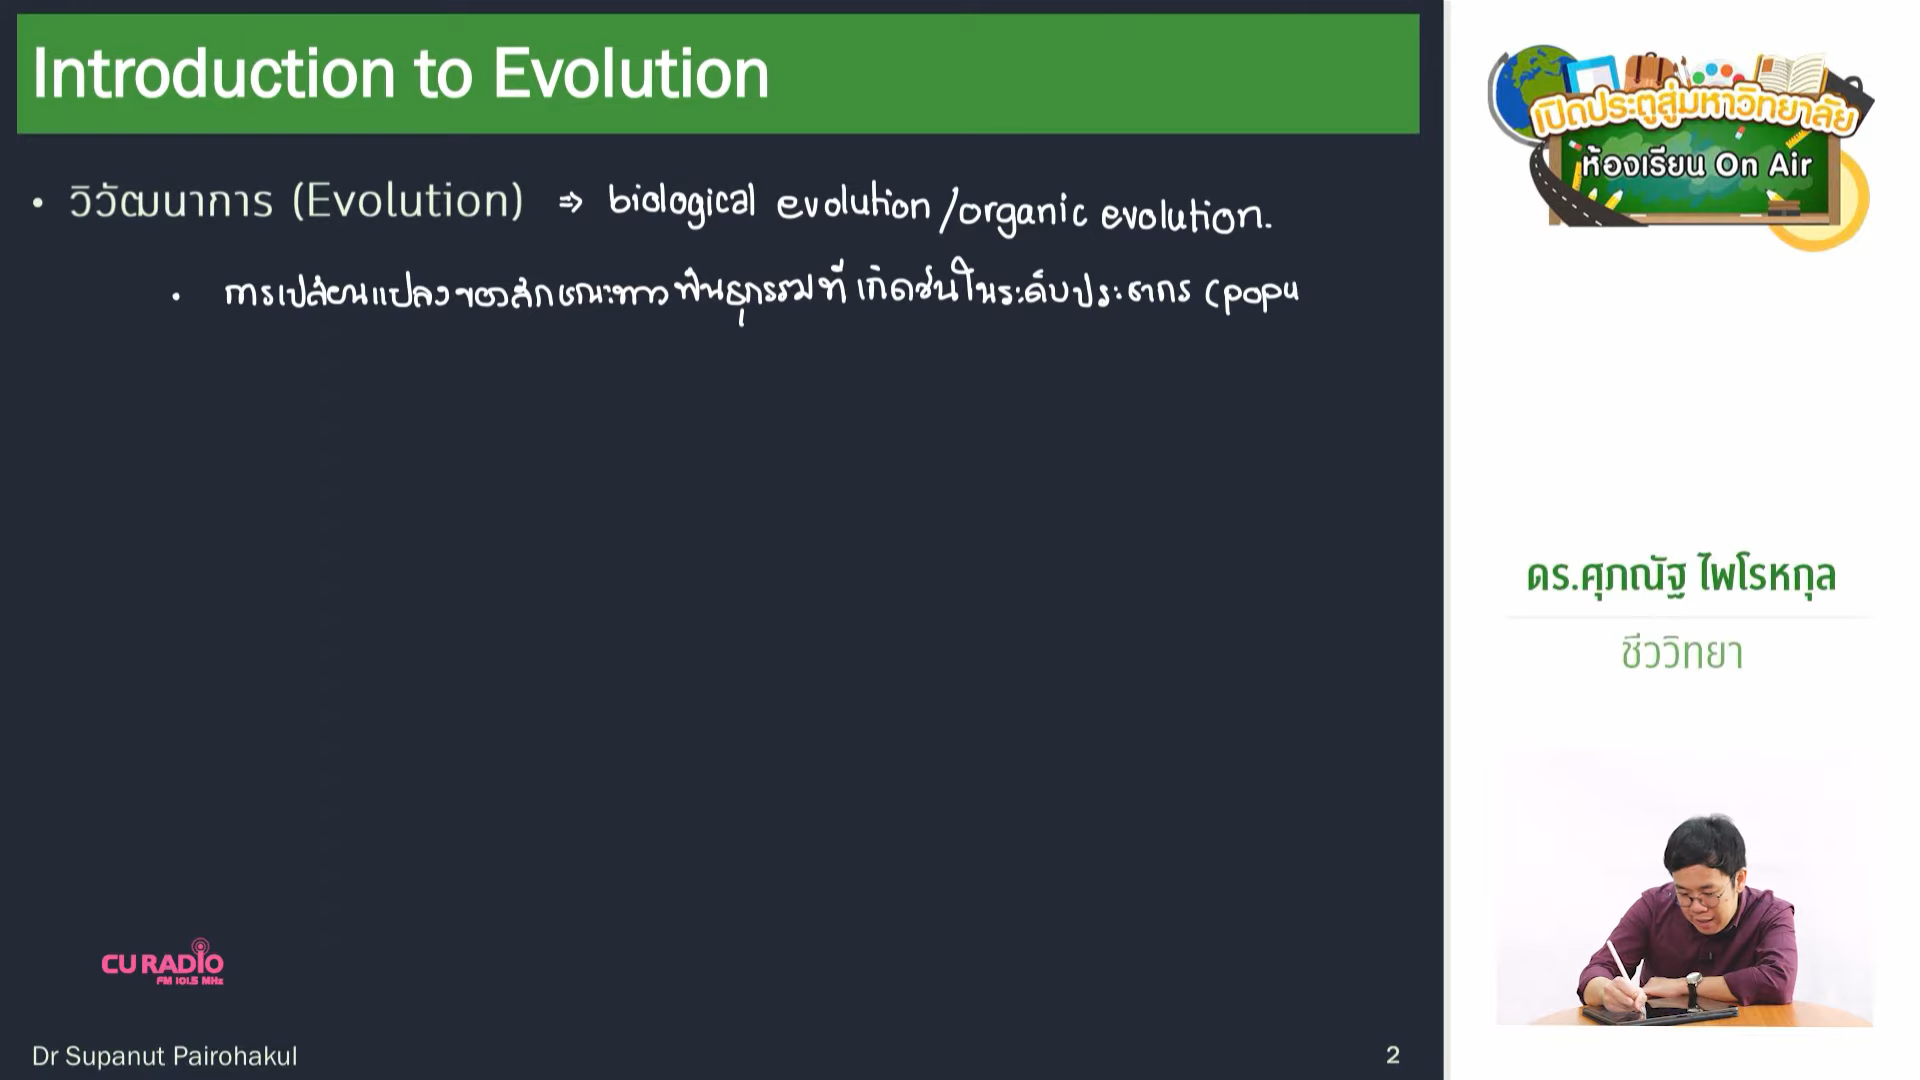 Introduction to Evolution
• วิวัฒนาการ (Evolution) ⇒ biological evolution/organic evolution.
• การเปลี่ยนแปลงของลักษณะทางพันธุกรรมที่เกิดขึ้นในระดับประชากร (popu
CU RADIO
FM 101.5 MHz
Dr Supanut Pairohakul
2
เปิดประตูสู่มหาวิทยาลัย
ห้องเรียน On Air
ดร.ศุภณัฐ ไพโรหกุล
ชีววิทยา